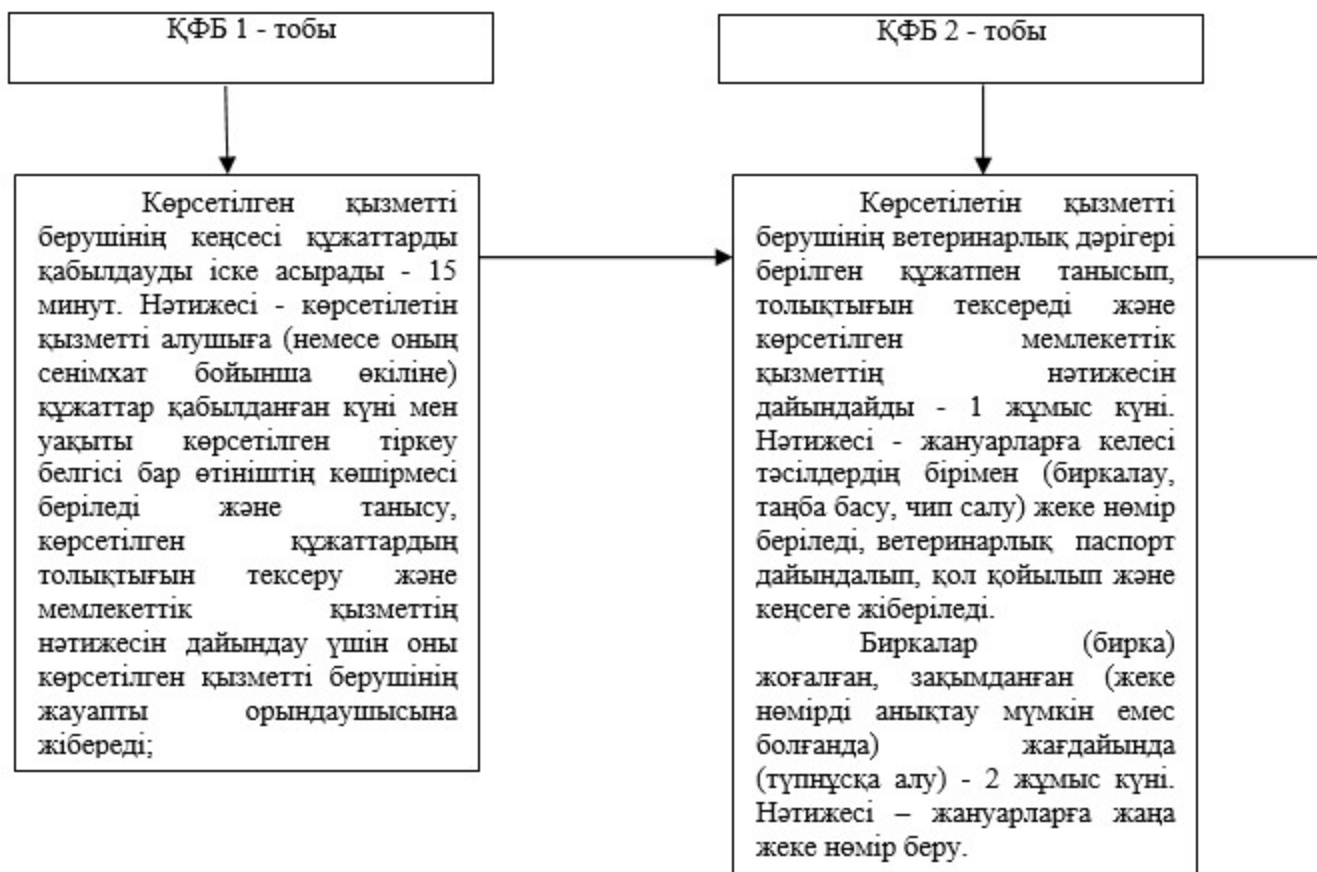 ҚФБ 1 - тобы
Көрсетілген қызметті
берушінің кеңсесі құжаттарды
қабылдауды іске асырады - 15
минут. Нәтижесі - көрсетілетін
қызметті алушыға (немесе оның
сенімхат бойынша өкіліне)
құжаттар қабылданған күні мен
уақыты көрсетілген тіркеу
белгісі бар өтініштің көшірмесі
беріледі және танысу,
көрсетілген құжаттардың
толықтығын тексеру және
мемлекеттік қызметтің
нәтижесін дайындау үшін оны
көрсетілген қызметті берушінің
жауапты орындаушысына
жібереді;
ҚФБ 2 - тобы
Көрсетілетін қызметті
берушінің ветеринарлық дәрігері
берілген құжатпен танысып,
толықтығын тексереді және
көрсетілген мемлекеттік
қызметтің нәтижесін
дайындайды - 1 жұмыс күні.
Нәтижесі - жануарларға келесі
тәсілдердің бірімен (биркалау,
таңба басу, чип салу) жеке нөмір
беріледі, ветеринарлық паспорт
дайындалып, қол қойылып және
кеңсеге жіберіледі.
Биркалар (бирка)
жоғалған, зақымданған (жеке
нөмірді анықтау мүмкін емес
болғанда) жағдайында
(түпнұсқа алу) - 2 жұмыс күні.
Нәтижесі – жануарларға жаңа
жеке нөмір беру.